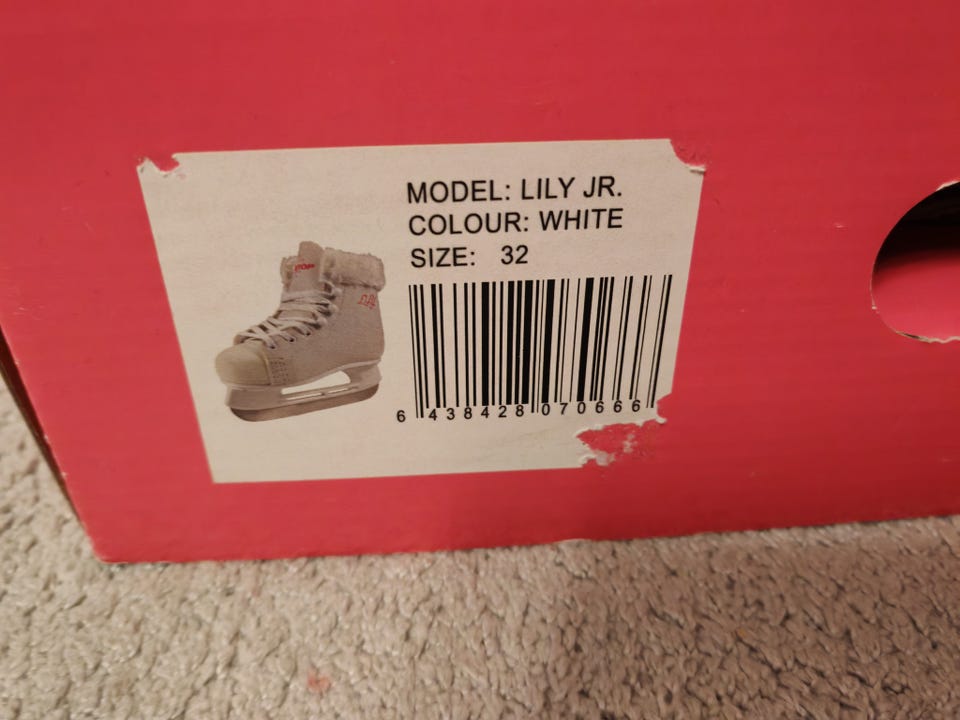 MODEL: LILY JR.
COLOUR: WHITE
SIZE: 32
6 438428 070666